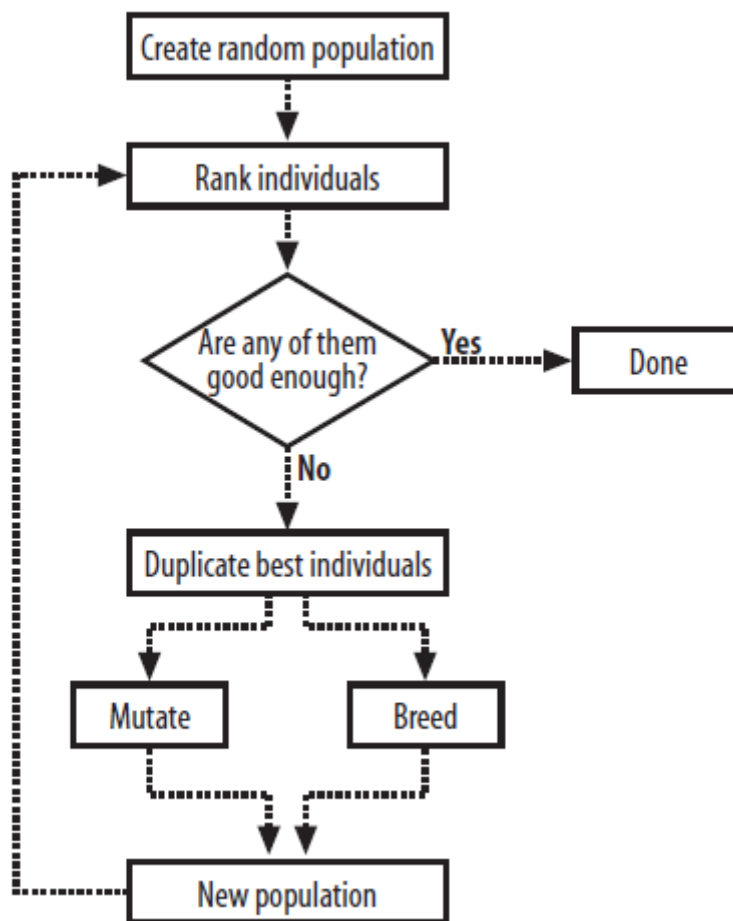 Create random population
Rank individuals
Are any of them
good enough?
Yes
Done
No
Duplicate best individuals
Mutate
Breed
New population